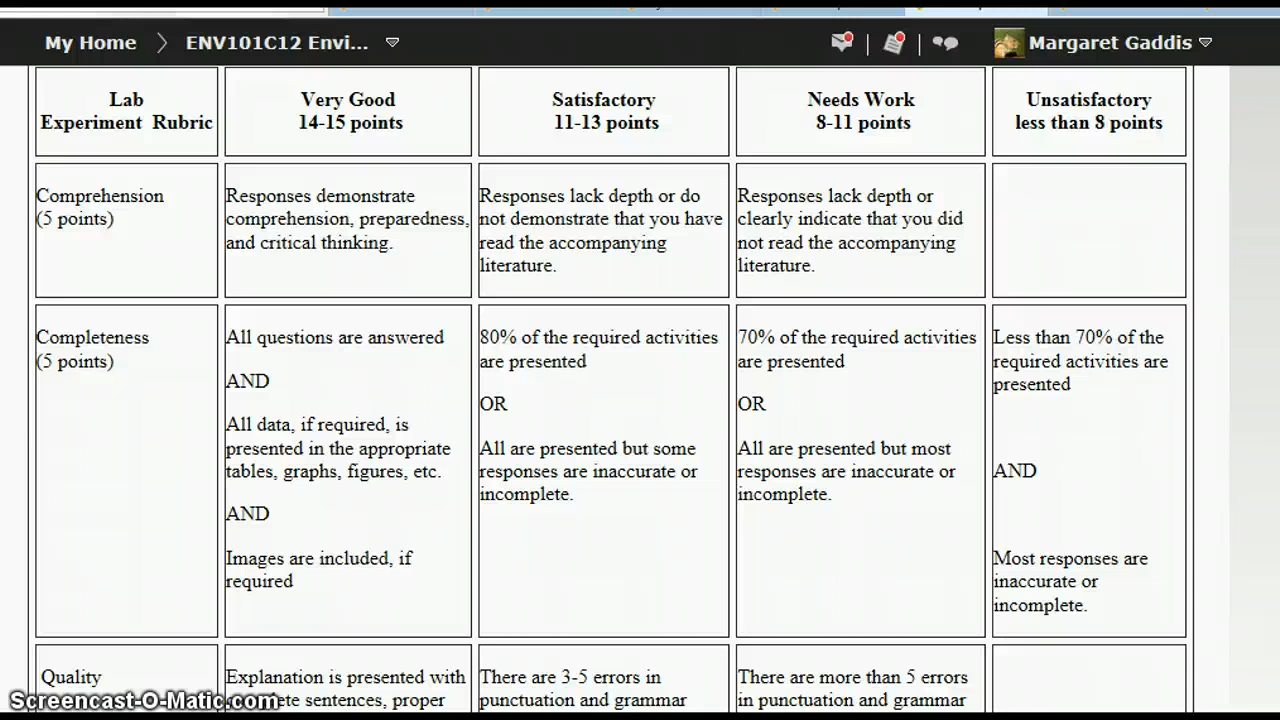 My Home
ENV101C12 Envi...
Margaret Gaddis
Lab
Experiment Rubric
Very Good
14-15 points
Satisfactory
11-13 points
Needs Work
8-11 points
Unsatisfactory
less than 8 points
Comprehension
(5 points)
Responses demonstrate
comprehension, preparedness,
and critical thinking.
Responses lack depth or do
not demonstrate that you have
read the accompanying
literature.
Responses lack depth or
clearly indicate that you did
not read the accompanying
literature.
Completeness
(5 points)
All questions are answered
AND
All data, if required, is
presented in the appropriate
tables, graphs, figures, etc.
AND
Images are included, if
required
80% of the required activities
are presented
OR
All are presented but some
responses are inaccurate or
incomplete.
70% of the required activities
are presented
OR
All are presented but most
responses are inaccurate or
incomplete.
Less than 70% of the
required activities are
presented
AND
Most responses are
inaccurate or
incomplete.
Quality
Explanation is presented with
sentences, proper
There are 3-5 errors in
punctuation and grammar
There are more than 5 errors
in punctuation and grammar
Screencast-O-Matic.com